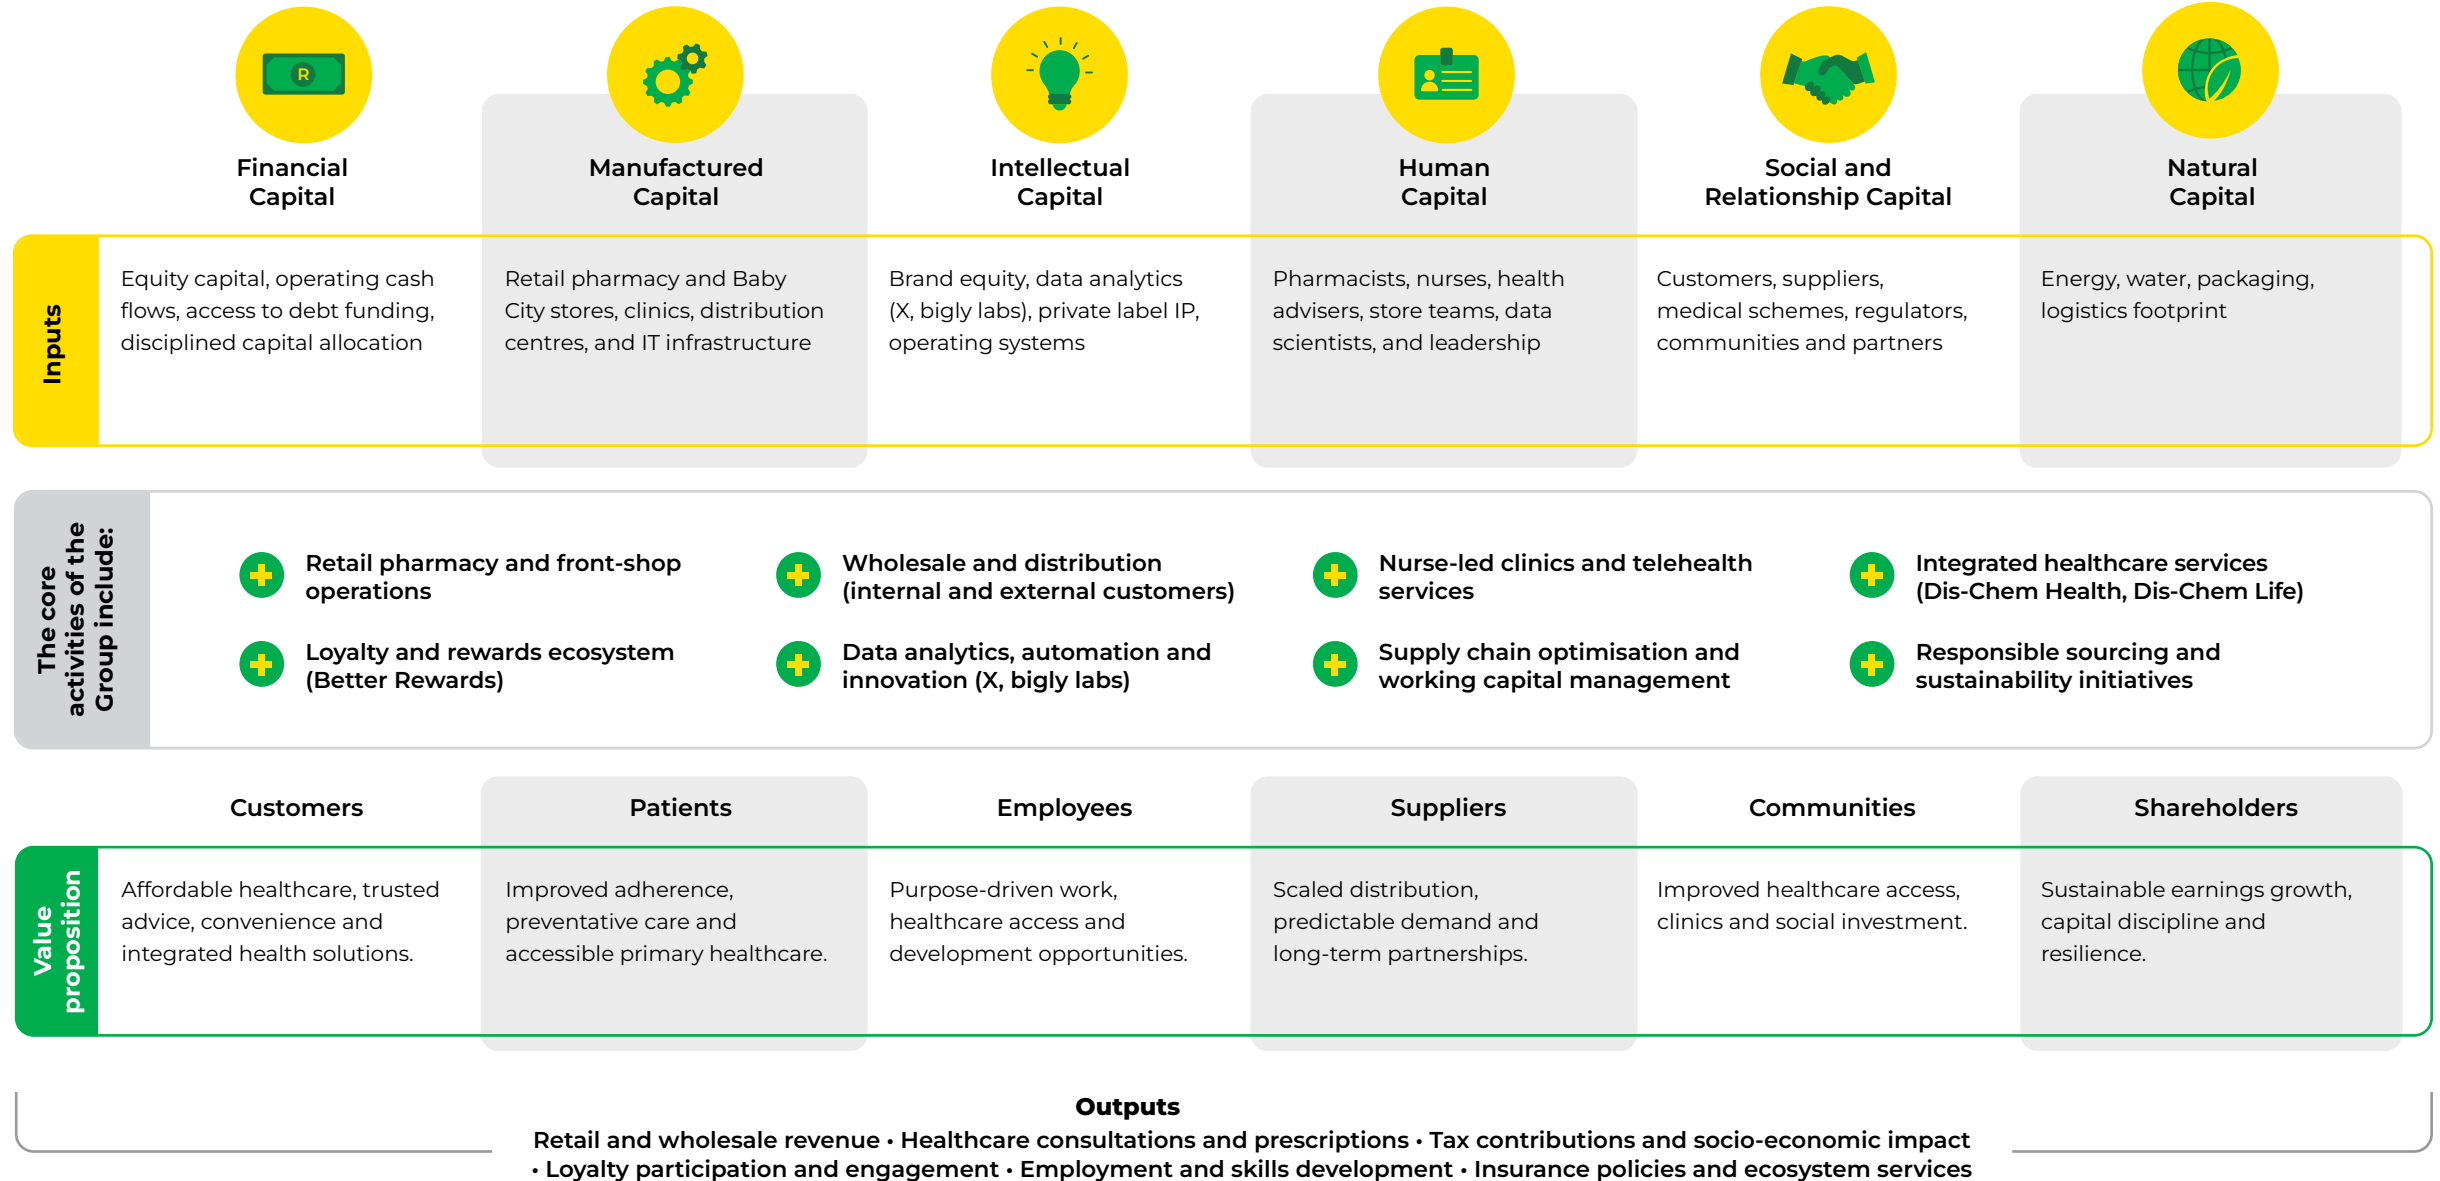 R
Financial
Capital
Manufactured
Capital
Intellectual
Capital
Human
Capital
Social and
Relationship Capital
Natural
Capital
Inputs
Equity capital, operating cash
flows, access to debt funding,
disciplined capital allocation
Retail pharmacy and Baby
City stores, clinics, distribution
centres, and IT infrastructure
Brand equity, data analytics
(X, bigly labs), private label IP,
operating systems
Pharmacists, nurses, health
advisers, store teams, data
scientists, and leadership
Customers, suppliers,
medical schemes, regulators,
communities and partners
Energy, water, packaging,
logistics footprint
The core
activities of the
Group include:
Retail pharmacy and front-shop
operations
Wholesale and distribution
(internal and external customers)
Nurse-led clinics and telehealth
services
Integrated healthcare services
(Dis-Chem Health, Dis-Chem Life)
Loyalty and rewards ecosystem
(Better Rewards)
Data analytics, automation and
innovation (X, bigly labs)
Supply chain optimisation and
working capital management
Responsible sourcing and
sustainability initiatives
Customers
Patients
Employees
Suppliers
Communities
Shareholders
Value
proposition
Affordable healthcare, trusted
advice, convenience and
integrated health solutions.
Improved adherence,
preventative care and
accessible primary healthcare.
Purpose-driven work,
healthcare access and
development opportunities.
Scaled distribution,
predictable demand and
long-term partnerships.
Improved healthcare access,
clinics and social investment.
Sustainable earnings growth,
capital discipline and
resilience.
Outputs
Retail and wholesale revenue • Healthcare consultations and prescriptions • Tax contributions and socio-economic impact
• Loyalty participation and engagement • Employment and skills development • Insurance policies and ecosystem services